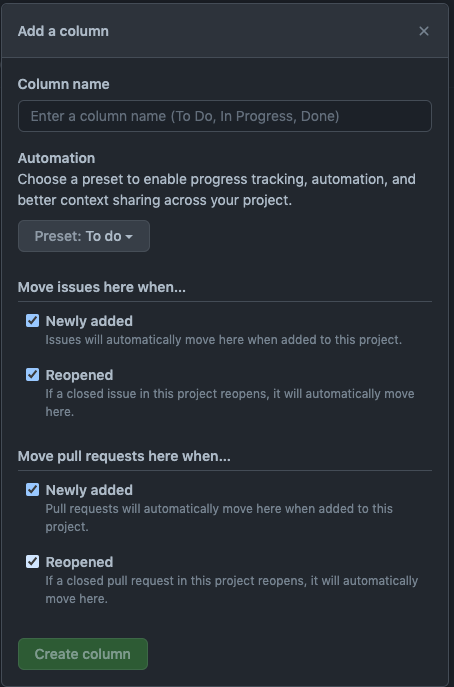 Add a column
Column name
Enter a column name (To Do, In Progress, Done)
Automation
Choose a preset to enable progress tracking, automation, and
better context sharing across your project.
Preset: To do
Move issues here when...
Newly added
Issues will automatically move here when added to this project.
Reopened
If a closed issue in this project reopens, it will automatically move
here.
Move pull requests here when...
Newly added
Pull requests will automatically move here when added to this
project.
Reopened
If a closed pull request in this project reopens, it will automatically
move here.
Create column